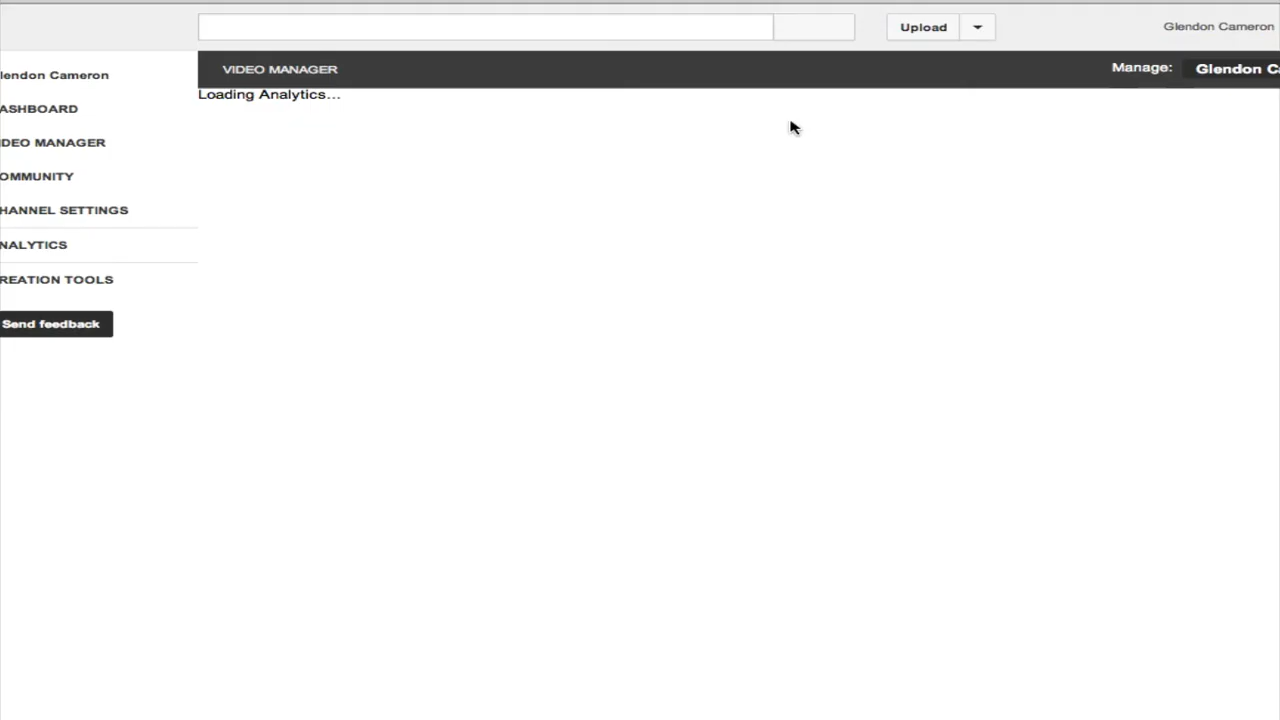 Upload
Glendon Cameron
lendon Cameron
VIDEO MANAGER
Manage:
Glendon C
Loading Analytics...
ASHBOARD
DEO MANAGER
OMMUNITY
HANNEL SETTINGS
NALYTICS
REATION TOOLS
Send feedback